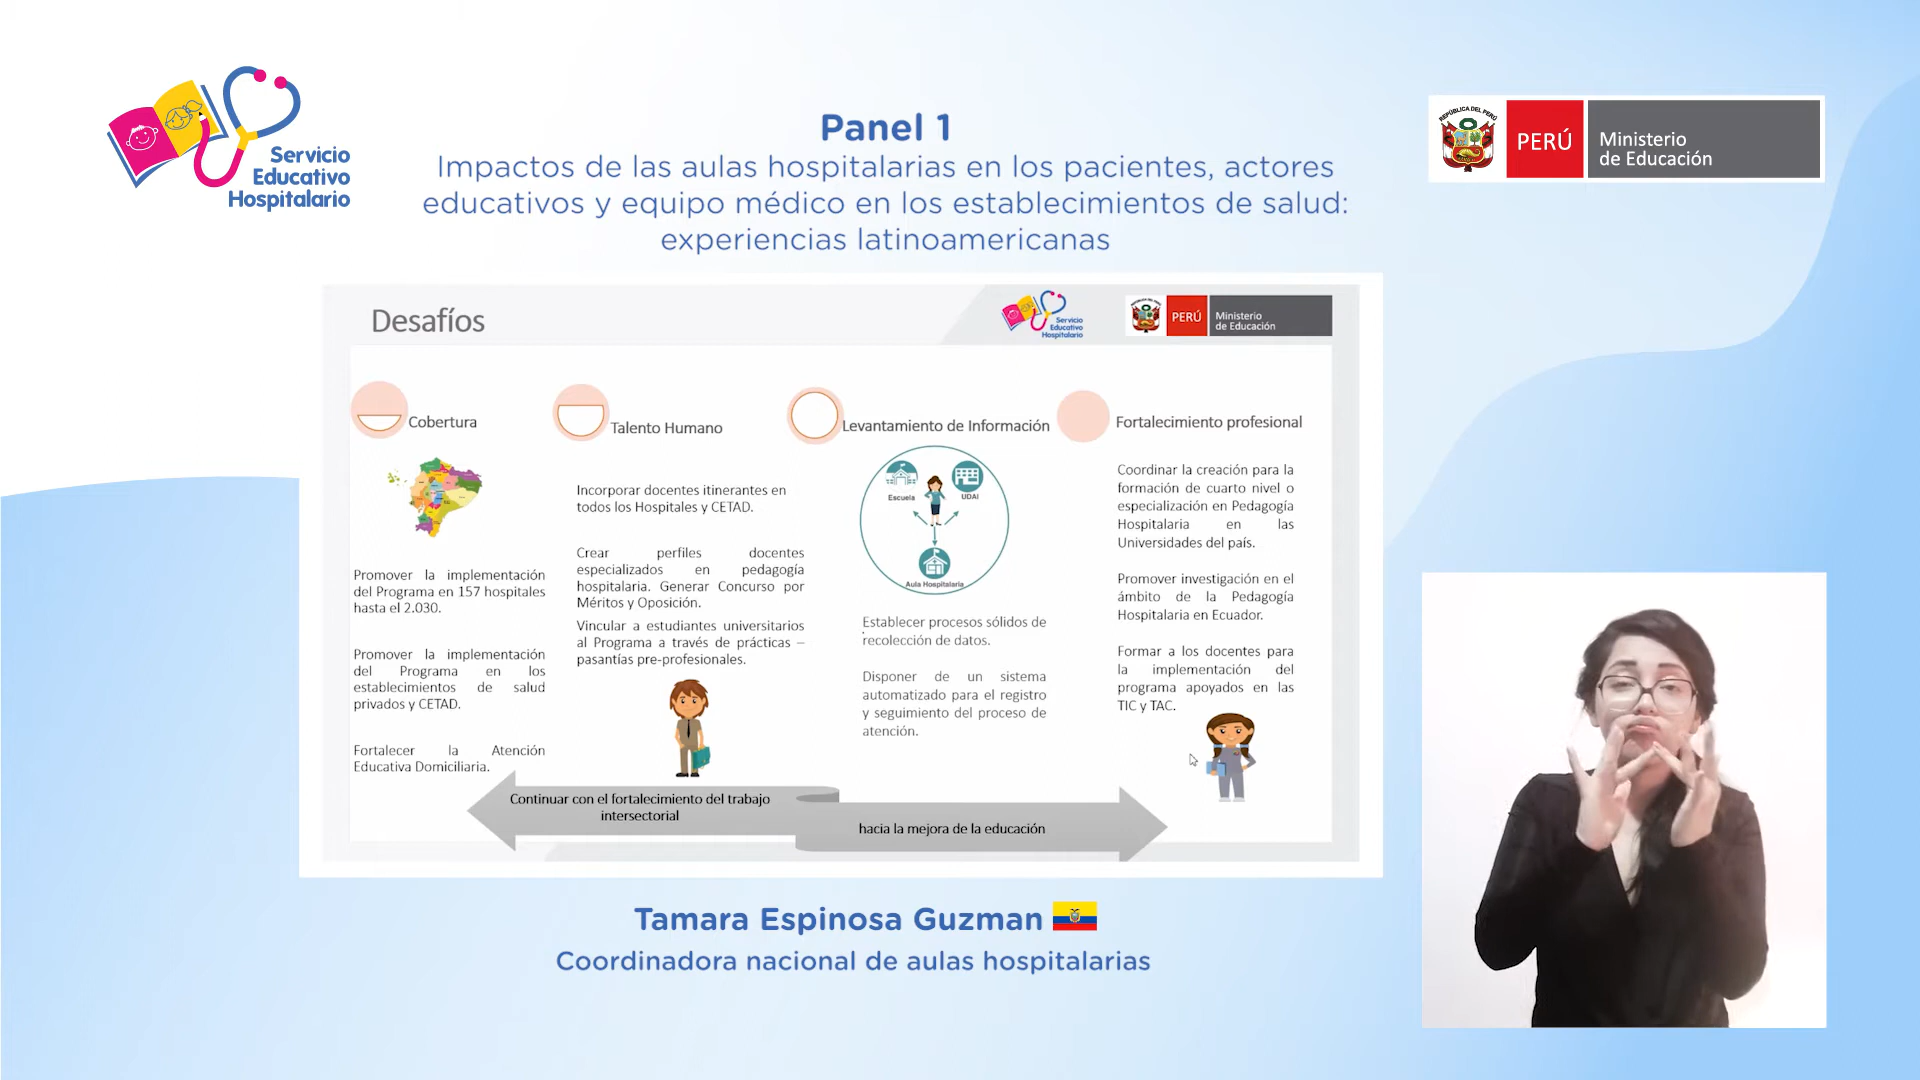 Servicio
Educativo
Hospitalario
Panel 1
Impactos de las aulas hospitalarias en los pacientes, actores
educativos y equipo médico en los establecimientos de salud:
experiencias latinoamericanas
REPÚBLICA DEL PERÚ
PERÚ
Ministerio
de Educación
Desafíos
Servicio
Educativo
Hospitalario
PERÚ
Ministerio
de Educación
Cobertura
Promover la implementación
del Programa en 157 hospitales
hasta el 2.030.
Promover la implementación
del Programa en los
establecimientos de salud
privados y CETAD.
Fortalecer la Atención
Educativa Domiciliaria.
Talento Humano
Incorporar docentes itinerantes en
todos los Hospitales y CETAD.
Crear perfiles docentes
especializados en pedagogía
hospitalaria. Generar Concurso por
Méritos y Oposición.
Vincular a estudiantes universitarios
al Programa a través de prácticas –
pasantías pre-profesionales.
Levantamiento de Información
Escuela
UDAI
Aula Hospitalaria
Establecer procesos sólidos de
recolección de datos.
Disponer de un sistema
automatizado para el registro
y seguimiento del proceso de
atención.
Fortalecimiento profesional
Coordinar la creación para la
formación de cuarto nivel o
especialización en Pedagogía
Hospitalaria en las
Universidades del país.
Promover investigación en el
ámbito de la Pedagogía
Hospitalaria en Ecuador.
Formar a los docentes para
la implementación del
programa apoyados en las
TIC y TAC.
Continuar con el fortalecimiento del trabajo
intersectorial
hacia la mejora de la educación
Tamara Espinosa Guzman
Coordinadora nacional de aulas hospitalarias